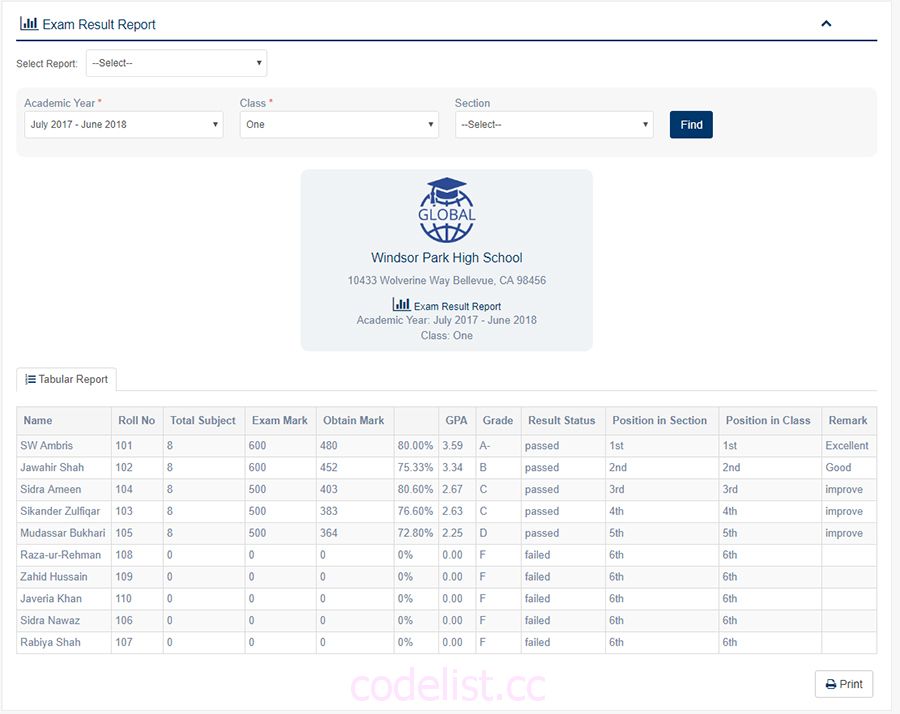 Exam Result Report
Select Report: --Select--
Academic Year * Class * Section
July 2017 - June 2018 One --Select-- Find
GLOBAL
Windsor Park High School
10433 Wolverine Way Bellevue, CA 98456
Exam Result Report
Academic Year: July 2017 - June 2018
Class: One
Tabular Report
Name Roll No Total Subject Exam Mark Obtain Mark GPA Grade Result Status Position in Section Position in Class Remark
SW Ambris 101 8 600 480 80.00% 3.59 A- passed 1st 1st Excellent
Jawahir Shah 102 8 600 452 75.33% 3.34 B passed 2nd 2nd Good
Sidra Ameen 104 8 500 403 80.60% 2.67 C passed 3rd 3rd improve
Sikander Zulfiqar 103 8 500 383 76.60% 2.63 C passed 4th 4th improve
Mudassar Bukhari 105 8 500 364 72.80% 2.25 D passed 5th 5th improve
Raza-ur-Rehman 108 0 0 0 0% 0.00 F failed 6th 6th
Zahid Hussain 109 0 0 0 0% 0.00 F failed 6th 6th
Javeria Khan 110 0 0 0 0% 0.00 F failed 6th 6th
Sidra Nawaz 106 0 0 0 0% 0.00 F failed 6th 6th
Rabiya Shah 107 0 0 0 0% 0.00 F failed 6th 6th
codelist.cc
Print